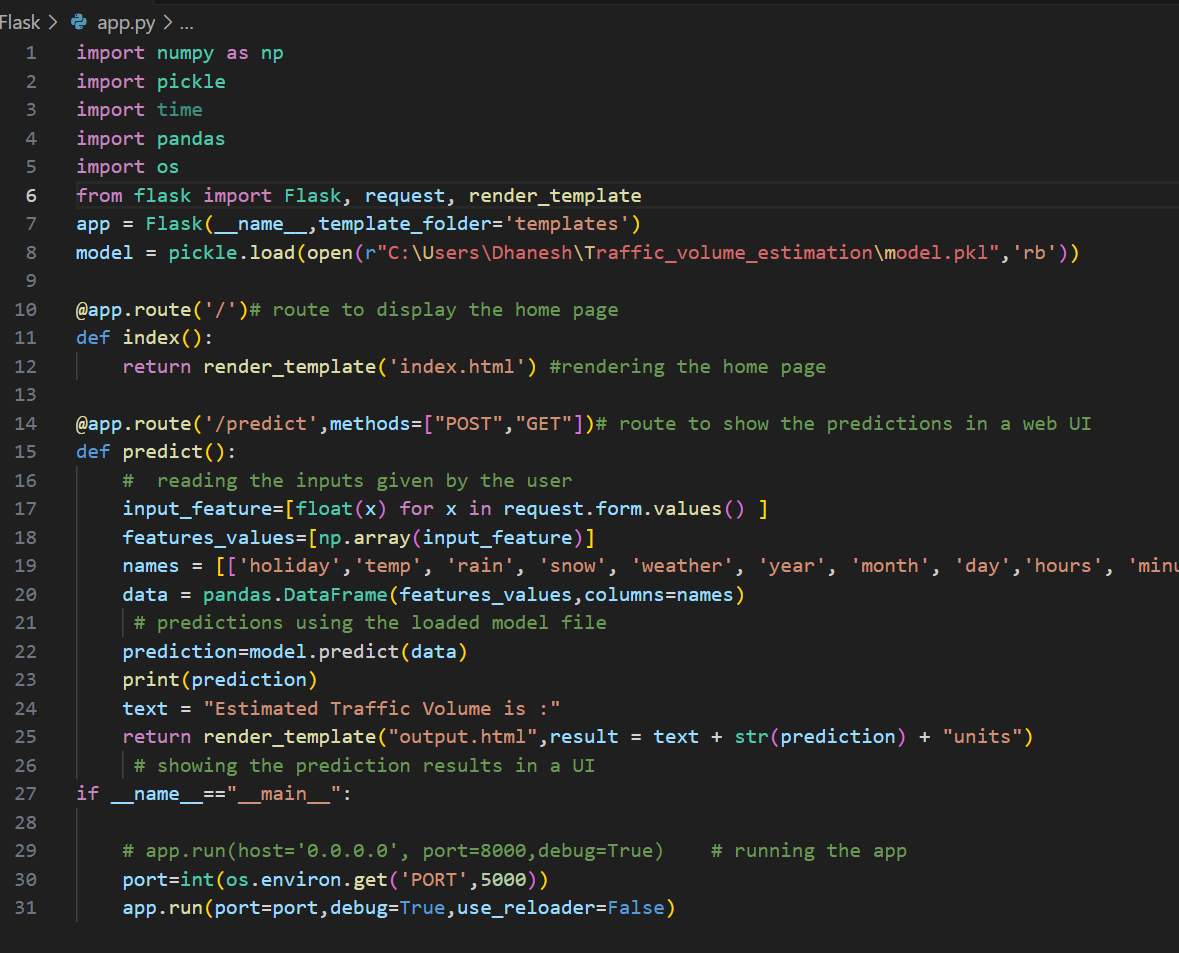 Flask > app.py > ...
1 import numpy as np
2 import pickle
3 import time
4 import pandas
5 import os
6 from flask import Flask, request, render_template
7 app = Flask(__name__,template_folder='templates')
8 model = pickle.load(open(r"C:\Users\Dhanesh\Traffic_volume_estimation\model.pkl",'rb'))
9
10 @app.route('/')# route to display the home page
11 def index():
12     return render_template('index.html') #rendering the home page
13
14 @app.route('/predict',methods=["POST","GET"])# route to show the predictions in a web UI
15 def predict():
16     #  reading the inputs given by the user
17     input_feature=[float(x) for x in request.form.values() ]
18     features_values=[np.array(input_feature)]
19     names = [['holiday','temp', 'rain', 'snow', 'weather', 'year', 'month', 'day','hours', 'minu
20     data = pandas.DataFrame(features_values,columns=names)
21      # predictions using the loaded model file
22     prediction=model.predict(data)
23     print(prediction)
24     text = "Estimated Traffic Volume is :"
25     return render_template("output.html",result = text + str(prediction) + "units")
26      # showing the prediction results in a UI
27 if __name__=="__main__":
28
29     # app.run(host='0.0.0.0', port=8000,debug=True)    # running the app
30     port=int(os.environ.get('PORT',5000))
31     app.run(port=port,debug=True,use_reloader=False)